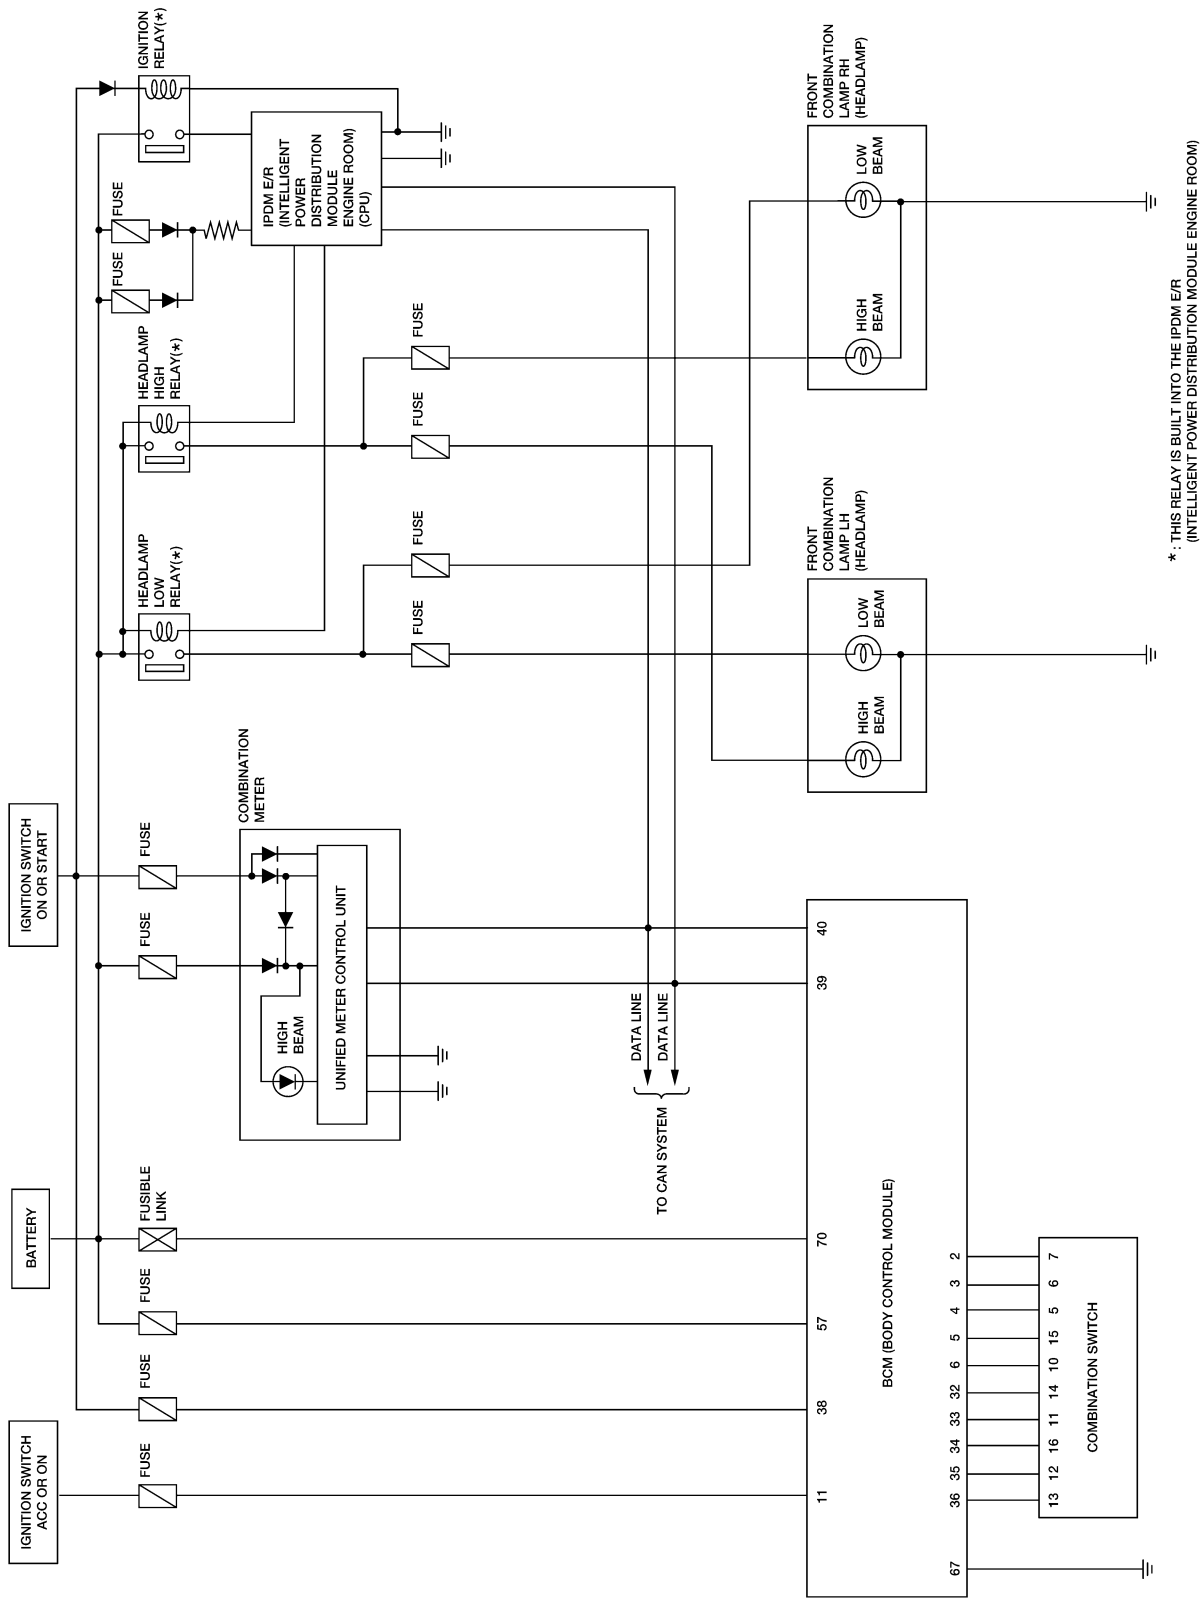 IGNITION SWITCH
ACC OR ON
BATTERY
IGNITION SWITCH
ON OR START
FUSE
FUSE
FUSE
FUSIBLE
LINK
FUSE
FUSE
HEADLAMP
LOW
RELAY(*)
HEADLAMP
HIGH
RELAY(*)
FUSE
FUSE
IGNITION
RELAY(*)
COMBINATION
METER
HIGH
BEAM
UNIFIED METER CONTROL UNIT
IPDM E/R
(INTELLIGENT
POWER
DISTRIBUTION
MODULE
ENGINE ROOM)
(CPU)
FUSE
FUSE
FUSE
FUSE
DATA LINE
DATA LINE
TO CAN SYSTEM
FRONT
COMBINATION
LAMP LH
(HEADLAMP)
HIGH
BEAM
LOW
BEAM
FRONT
COMBINATION
LAMP RH
(HEADLAMP)
HIGH
BEAM
LOW
BEAM
11
38
57
70
39
40
BCM (BODY CONTROL MODULE)
67
36
35
34
33
32
6
5
4
3
2
13
12
16
11
14
10
15
5
6
7
COMBINATION SWITCH
* : THIS RELAY IS BUILT INTO THE IPDM E/R
(INTELLIGENT POWER DISTRIBUTION MODULE ENGINE ROOM)